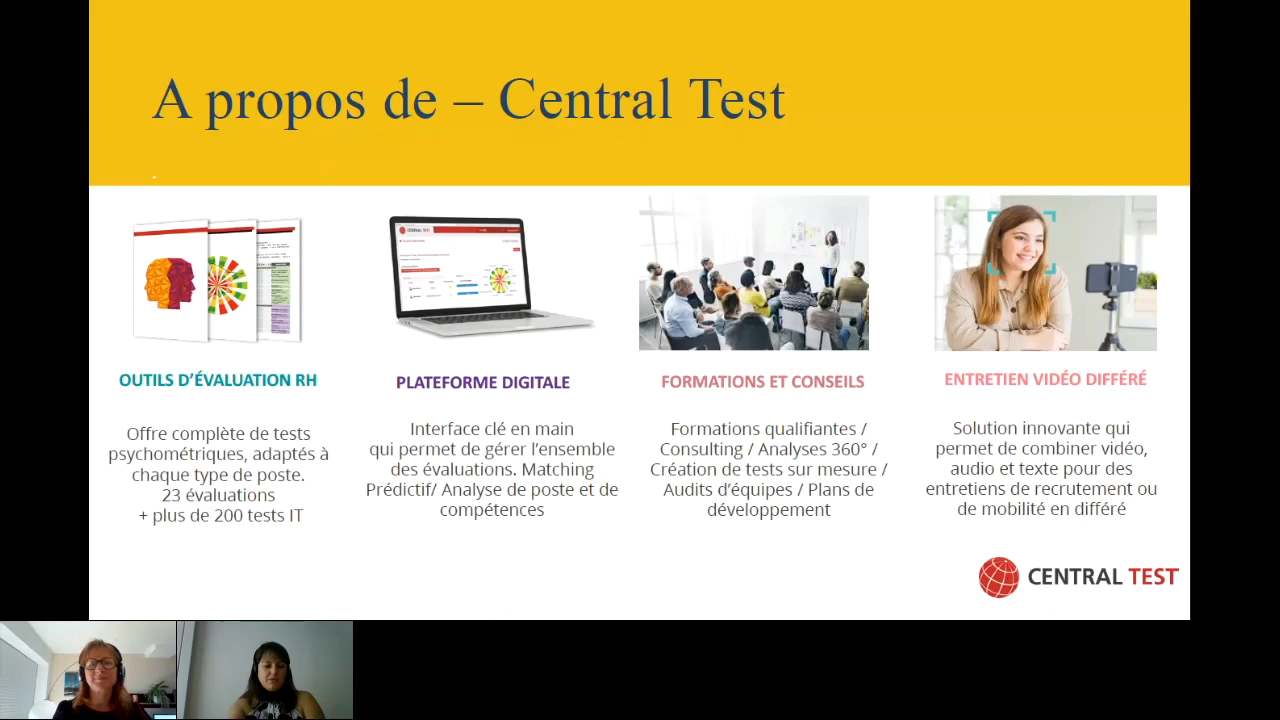 A propos de – Central Test
CENTRAL TEST
OUTILS D’ÉVALUATION RH
Offre complète de tests
psychométriques, adaptés à
chaque type de poste.
23 évaluations
+ plus de 200 tests IT
PLATEFORME DIGITALE
Interface clé en main
qui permet de gérer l’ensemble
des évaluations. Matching
Prédictif/ Analyse de poste et de
compétences
FORMATIONS ET CONSEILS
Formations qualifiantes /
Consulting / Analyses 360° /
Création de tests sur mesure /
Audits d’équipes / Plans de
développement
ENTRETIEN VIDÉO DIFFÉRÉ
Solution innovante qui
permet de combiner vidéo,
audio et texte pour des
entretiens de recrutement ou
de mobilité en différé
CENTRAL TEST